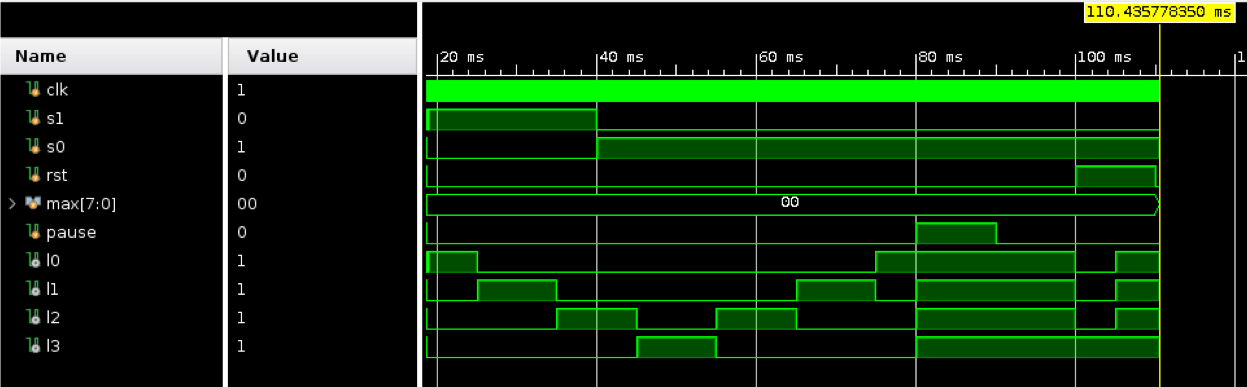 110.435778350 ms
Name Value
20 ms 40 ms 60 ms 80 ms 100 ms 1
clk 1
s1 0
s0 1
rst 0
max[7:0] 00 00
pause 0
l0 1
l1 1
l2 1
l3 1